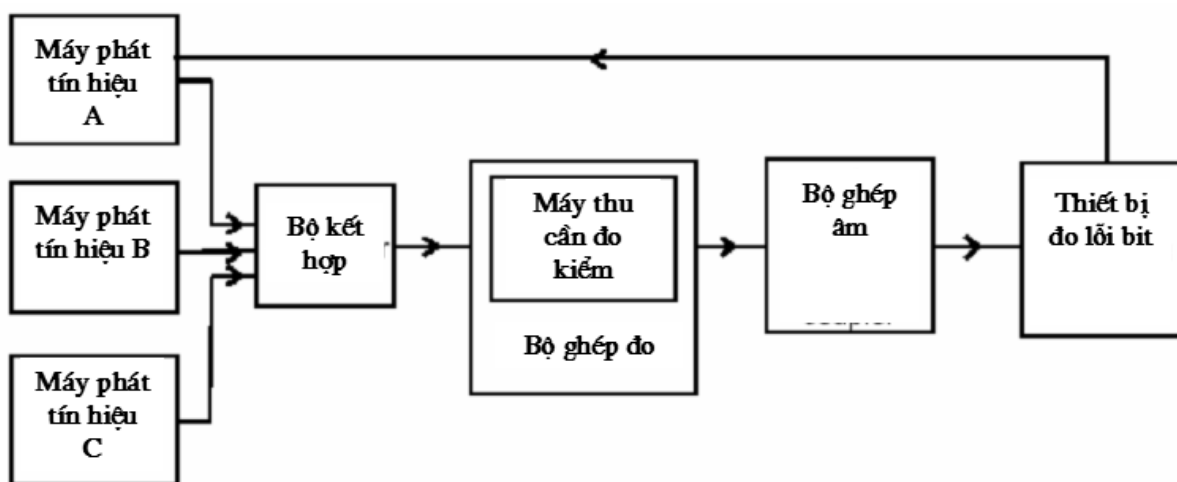 Máy phát
tín hiệu
A
Máy phát
tín hiệu B
Máy phát
tín hiệu
C
Bộ kết
hợp
Máy thu
cần đo
kiểm
Bộ ghép đo
Bộ ghép
âm
Thiết bị
đo lỗi bit